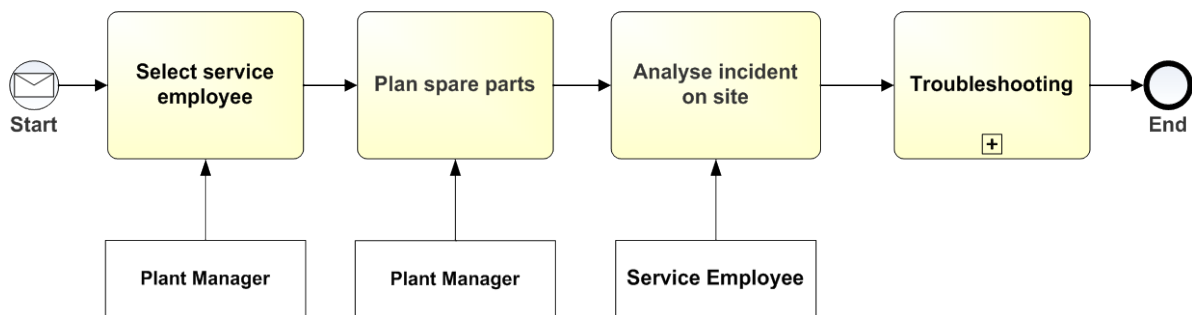 Select service
employee
Plan spare parts
Analyse incident
on site
Troubleshooting
Start
End
Plant Manager
Plant Manager
Service Employee